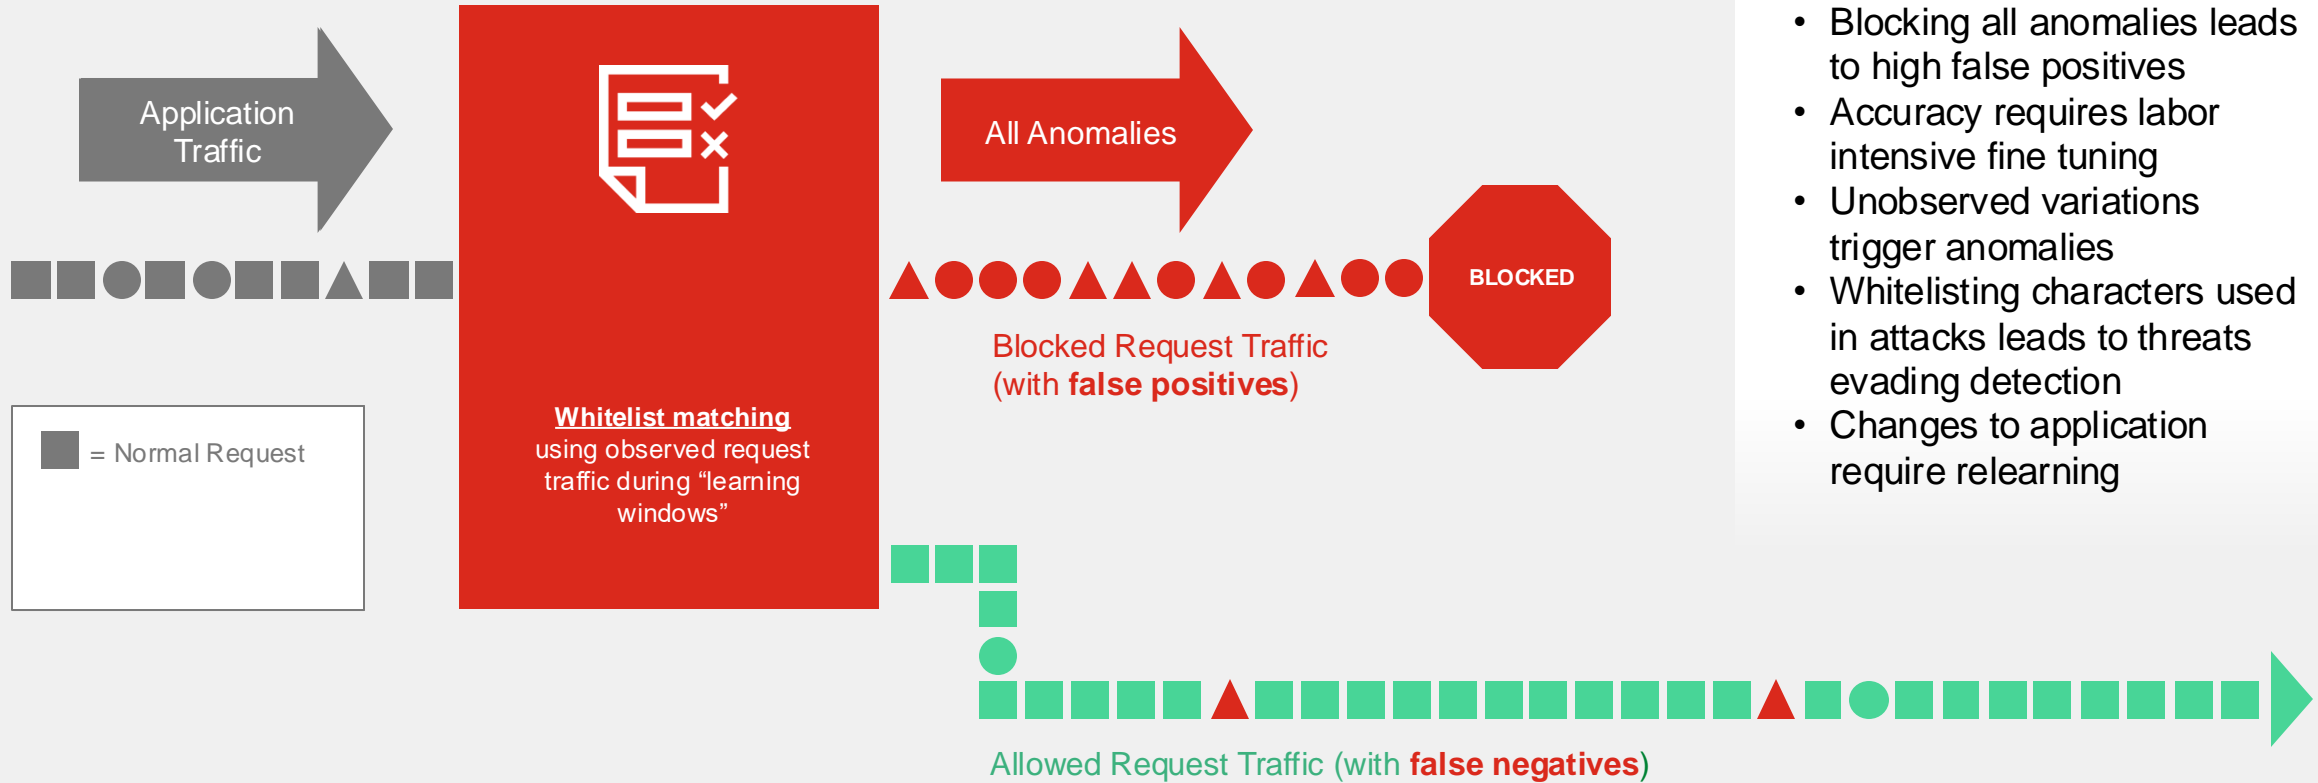 Application
Traffic
All Anomalies
BLOCKED
Blocked Request Traffic
(with false positives)
= Normal Request
Whitelist matching
using observed request
traffic during “learning
windows”
Allowed Request Traffic (with false negatives)
• Blocking all anomalies leads
to high false positives
• Accuracy requires labor
intensive fine tuning
• Unobserved variations
trigger anomalies
• Whitelisting characters used
in attacks leads to threats
evading detection
• Changes to application
require relearning